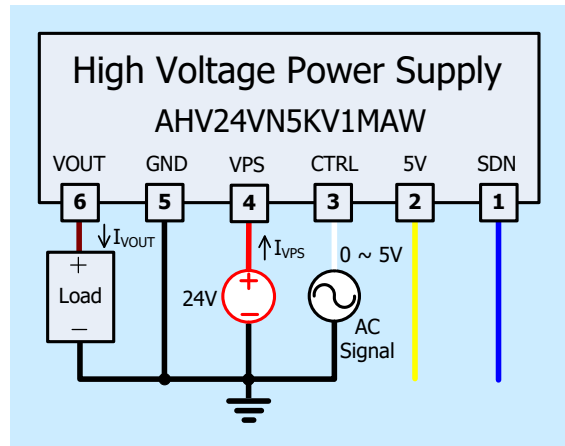 High Voltage Power Supply
AHV24VN5KV1MAW
VOUT GND VPS CTRL 5V SDN
6 5 4 3 2 1
↓IVOUT ↑IVPS 0 ~ 5V
+ +
Load 24V
− −
AC
Signal